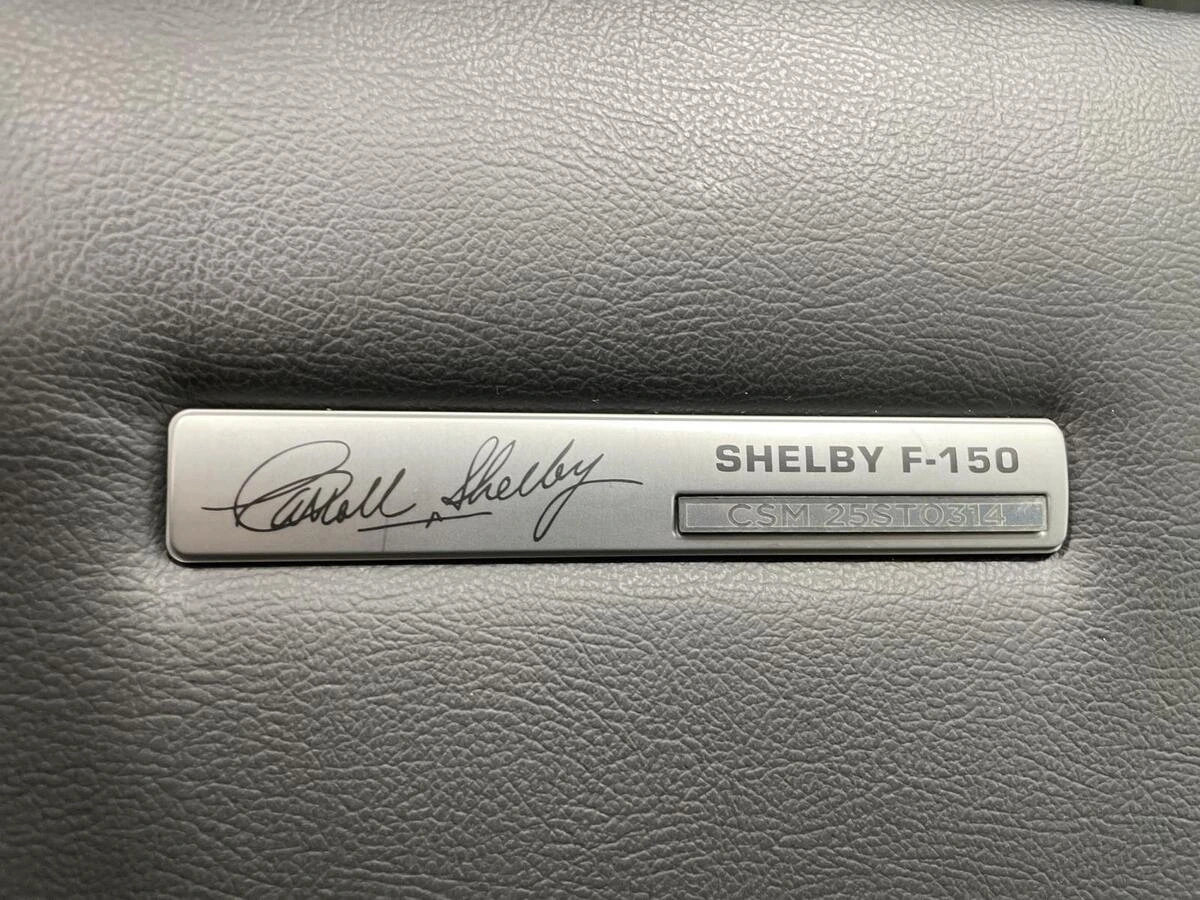 Carroll Shelby
SHELBY F-150
CSM 25ST0314